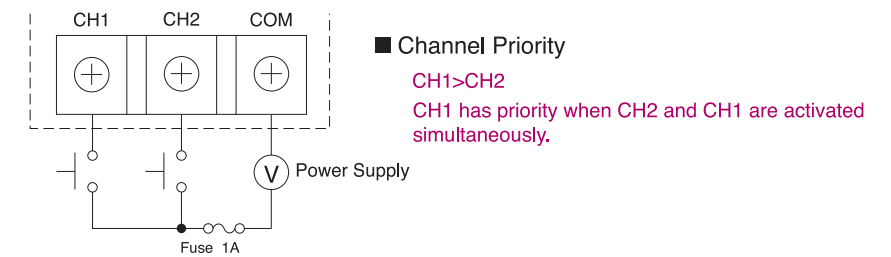 CH1 CH2 COM
■ Channel Priority
CH1>CH2
CH1 has priority when CH2 and CH1 are activated
simultaneously.
V Power Supply
Fuse 1A